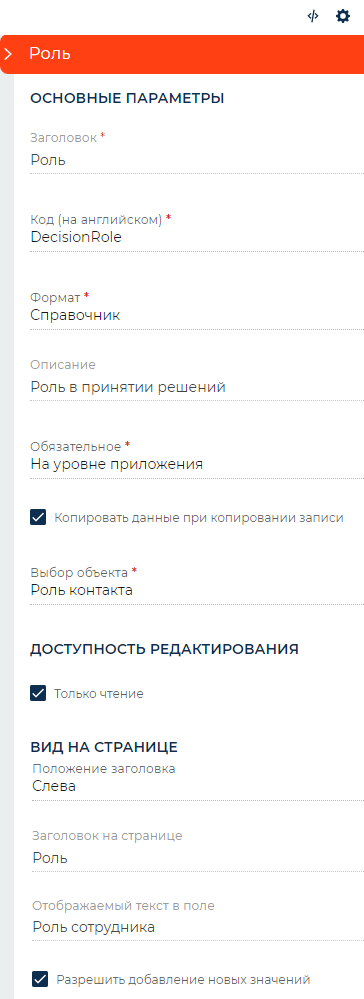 Роль
ОСНОВНЫЕ ПАРАМЕТРЫ
Заголовок *
Роль
Код (на английском) *
DecisionRole
Формат *
Справочник
Описание
Роль в принятии решений
Обязательное *
На уровне приложения
Копировать данные при копировании записи
Выбор объекта *
Роль контакта
ДОСТУПНОСТЬ РЕДАКТИРОВАНИЯ
Только чтение
ВИД НА СТРАНИЦЕ
Положение заголовка
Слева
Заголовок на странице
Роль
Отображаемый текст в поле
Роль сотрудника
Разрешить добавление новых значений